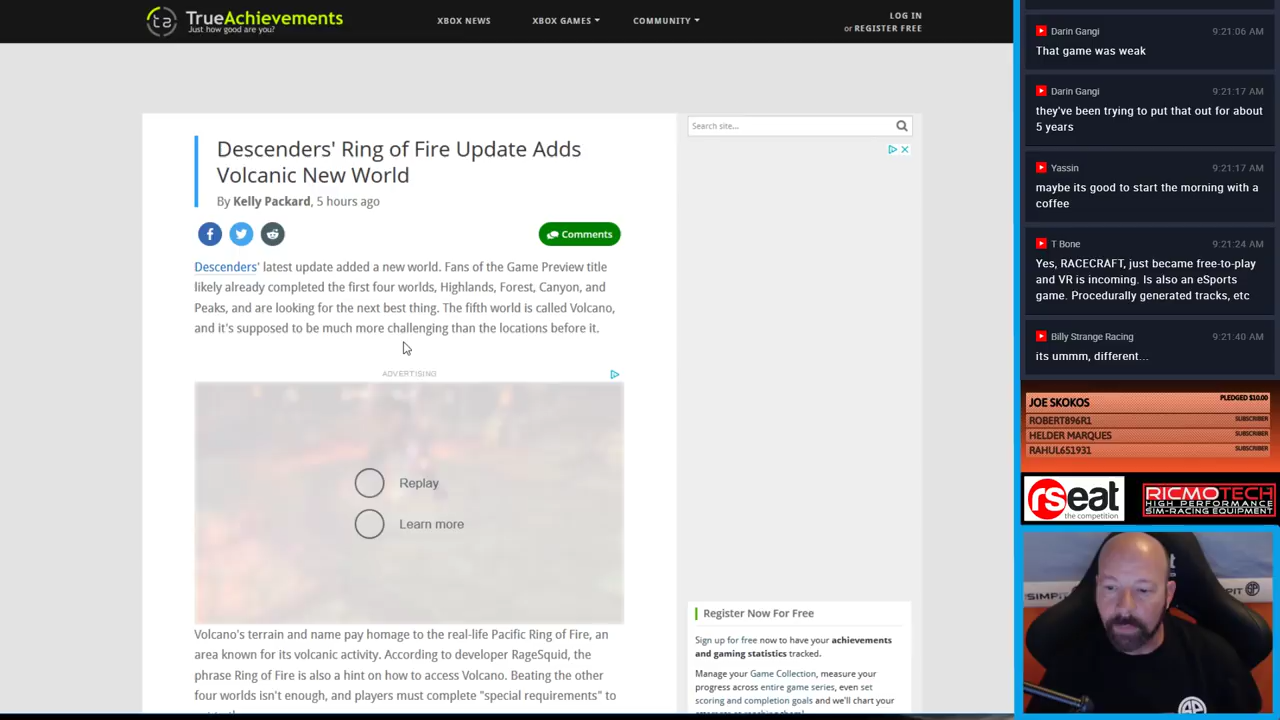 TrueAchievements
Just how good are you?
XBOX NEWS
XBOX GAMES
COMMUNITY
LOG IN
or REGISTER FREE
Descenders' Ring of Fire Update Adds
Volcanic New World
By Kelly Packard, 5 hours ago
Comments
Descenders' latest update added a new world. Fans of the Game Preview title
likely already completed the first four worlds, Highlands, Forest, Canyon, and
Peaks, and are looking for the next best thing. The fifth world is called Volcano,
and it's supposed to be much more challenging than the locations before it.
ADVERTISING
Replay
Learn more
Volcano's terrain and name pay homage to the real-life Pacific Ring of Fire, an
area known for its volcanic activity. According to developer RageSquid, the
phrase Ring of Fire is also a hint on how to access Volcano. Beating the other
four worlds isn't enough, and players must complete "special requirements" to
Search site...
Register Now For Free
Sign up for free now to have your achievements
and gaming statistics tracked.
Manage your Game Collection, measure your
progress across entire game series, even set
scoring and completion goals and we'll chart your
Darin Gangi 9:21:06 AM
That game was weak
Darin Gangi 9:21:17 AM
they've been trying to put that out for about
5 years
Yassin 9:21:17 AM
maybe its good to start the morning with a
coffee
T Bone 9:21:24 AM
Yes, RACECRAFT, just became free-to-play
and VR is incoming. Is also an eSports
game. Procedurally generated tracks, etc
Billy Strange Racing 9:21:40 AM
its ummm, different...
JOE SKOKOS PLEDGED $10.00
ROBERT896R1 SUBSCRIBER
HELDER MARQUES SUBSCRIBER
RAHUL651931 SUBSCRIBER
rseat
the competition
RICMOTECH
HIGH PERFORMANCE
SIM-RACING EQUIPMENT